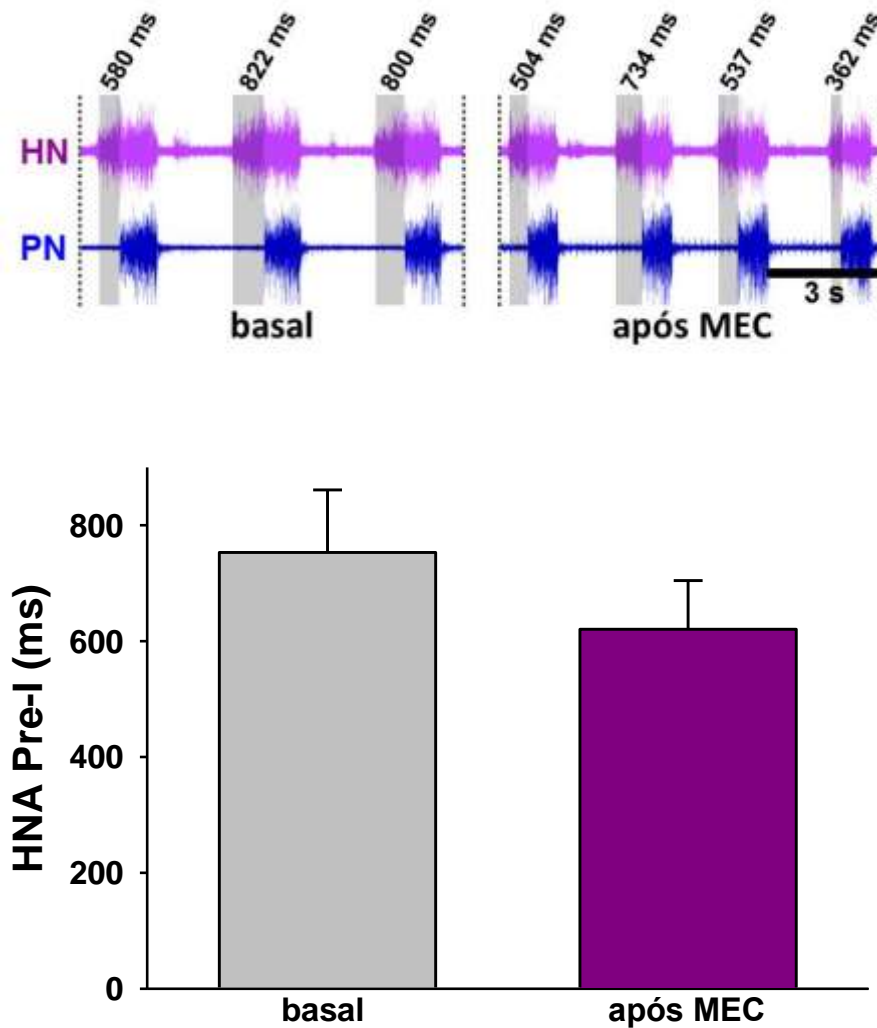 580 ms 822 ms 800 ms 504 ms 734 ms 537 ms 362 ms
HN
PN
3 s
basal após MEC
HNA Pre-I (ms)
800
600
400
200
0
basal após MEC